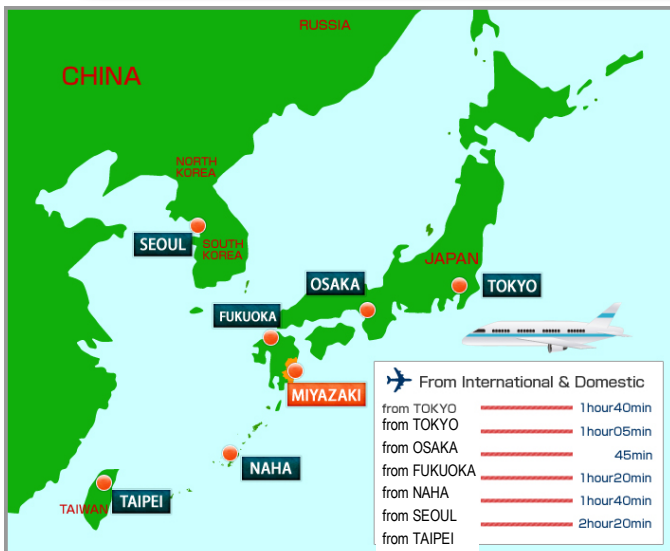 RUSSIA
CHINA
NORTH
KOREA
SEOUL
SOUTH
KOREA
JAPAN
OSAKA
TOKYO
FUKUOKA
MIYAZAKI
NAHA
TAIWAN
TAIPEI
From International & Domestic
from TOKYO 1hour40min
from TOKYO 1hour05min
from OSAKA 45min
from FUKUOKA 1hour20min
from NAHA 1hour40min
from SEOUL 2hour20min
from TAIPEI